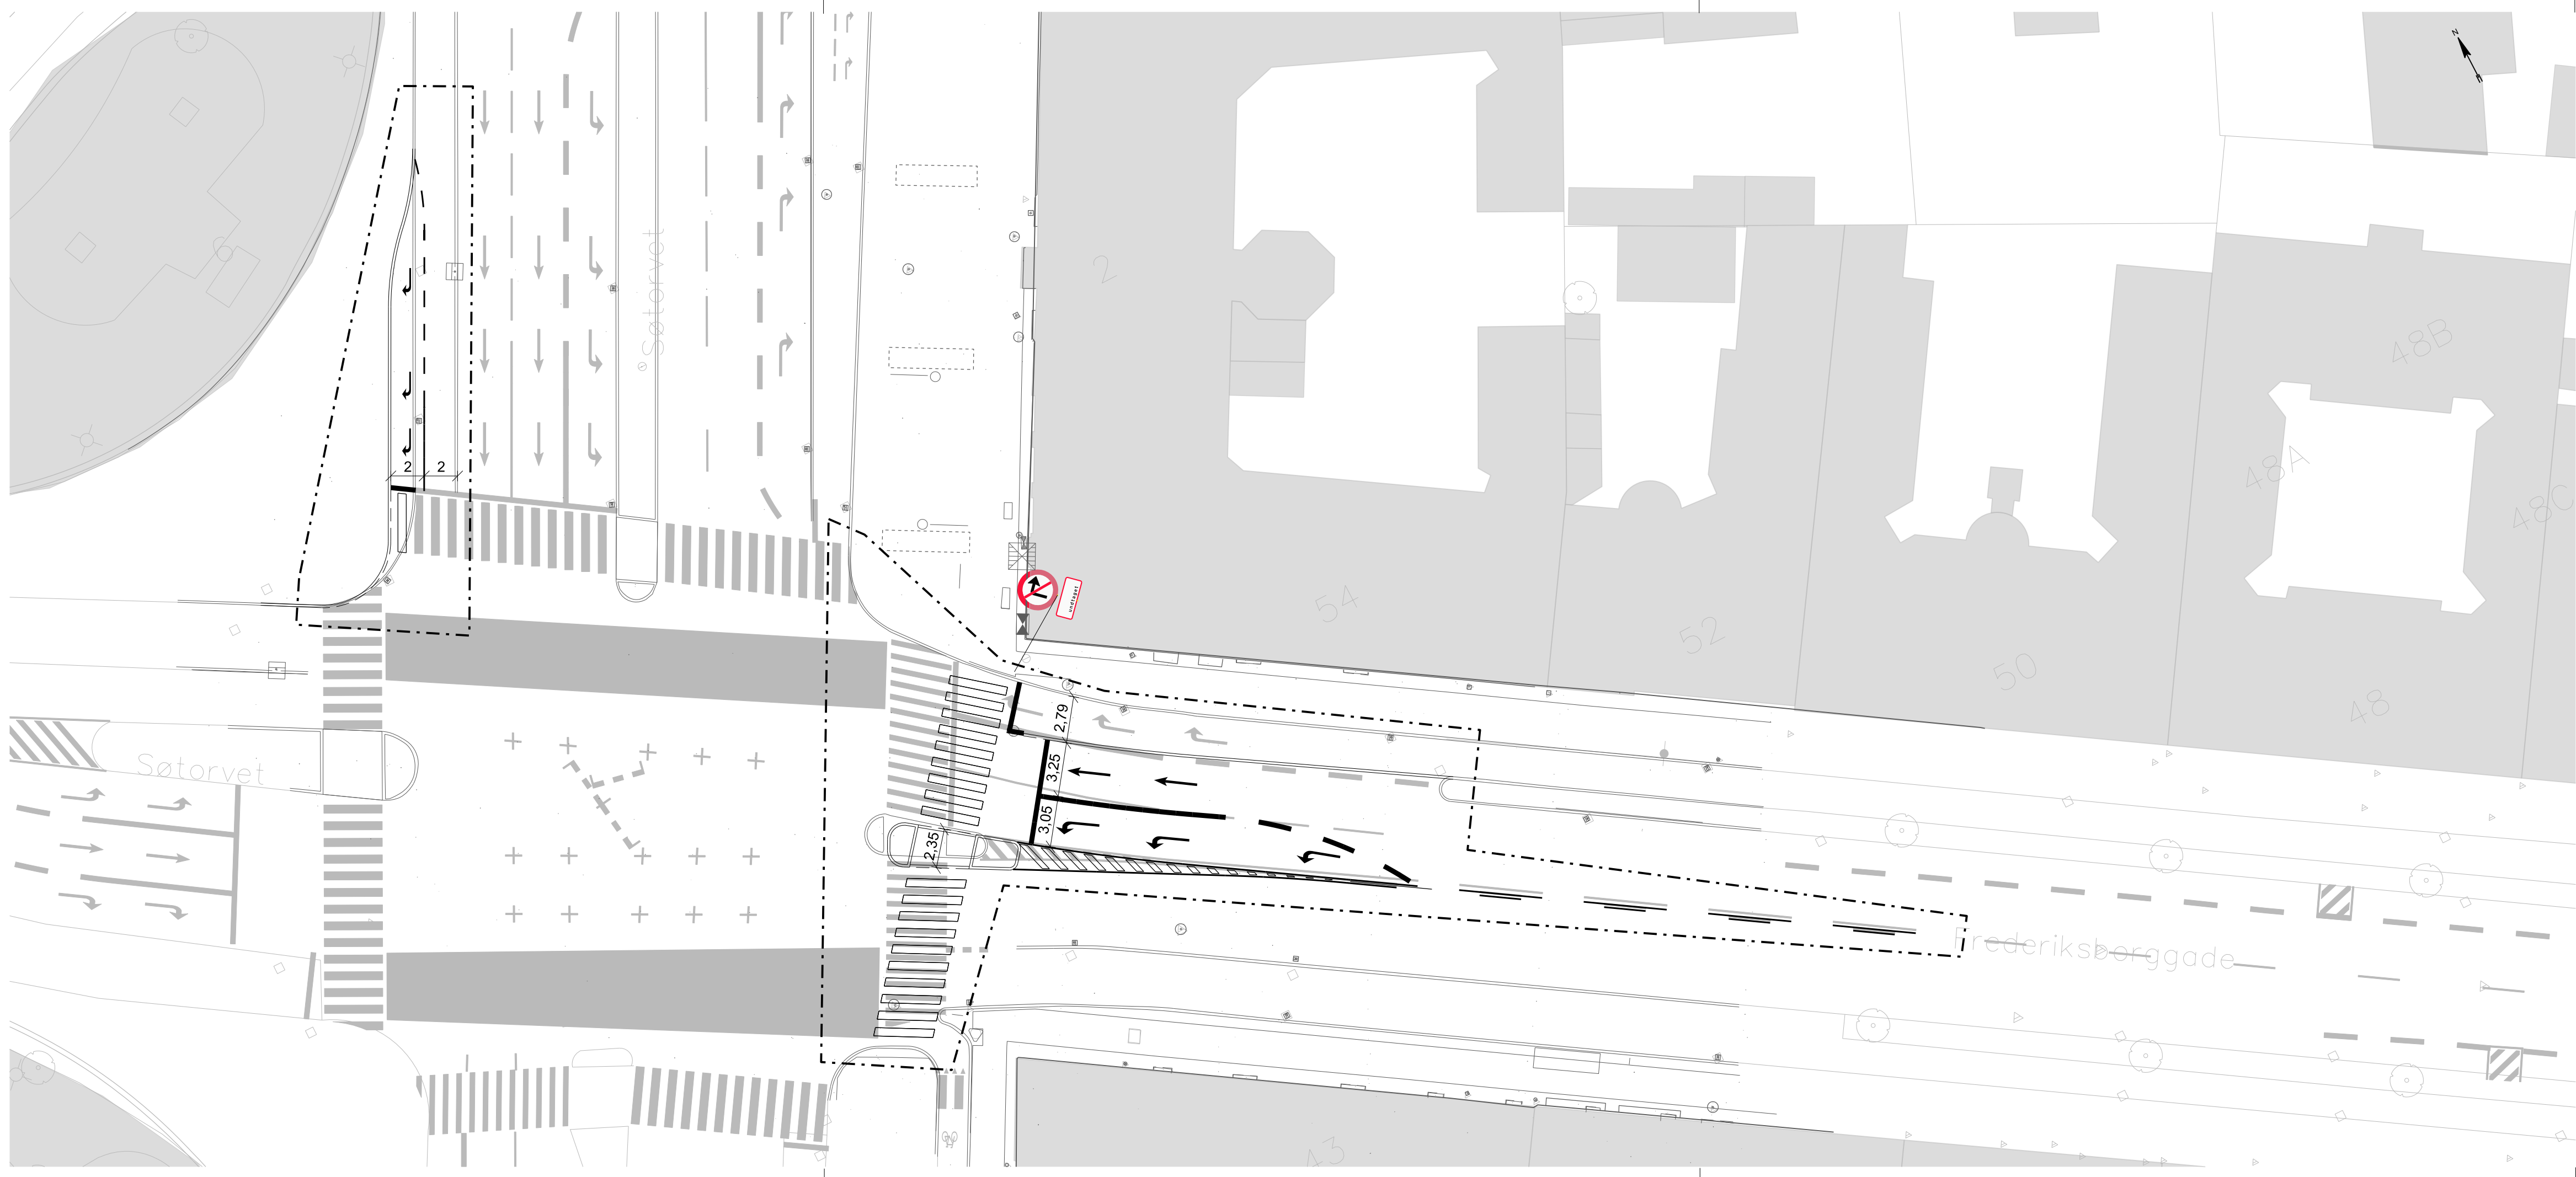 N
6
2
Søtorvet
48B
48A
48C
2
2
54
undtaget
52
50
48
2,79
3,25
3,05
2,35
Søtorvet
Frederiksborggade
43